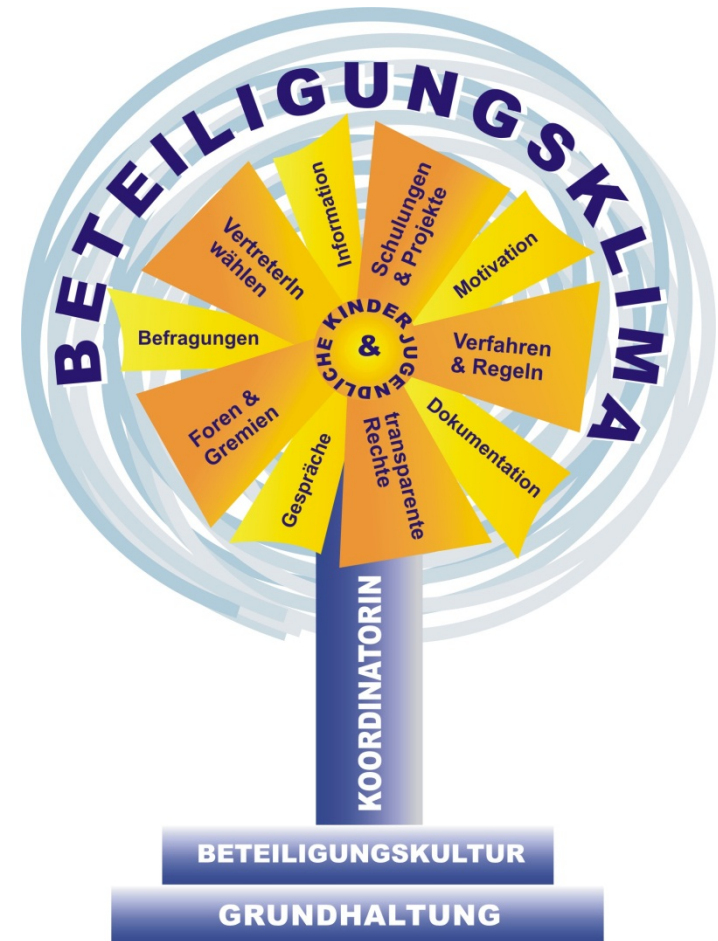 BETEILIGUNGSKLIMA
Information
Schulungen
& Projekte
Motivation
Verfahren
& Regeln
Dokumentation
transparente
Rechte
Gespräche
Foren &
Gremien
Befragungen
VertreterIn
wählen
KINDER
&
JUGENDLICHE
KOORDINATORIN
BETEILIGUNGSKULTUR
GRUNDHALTUNG